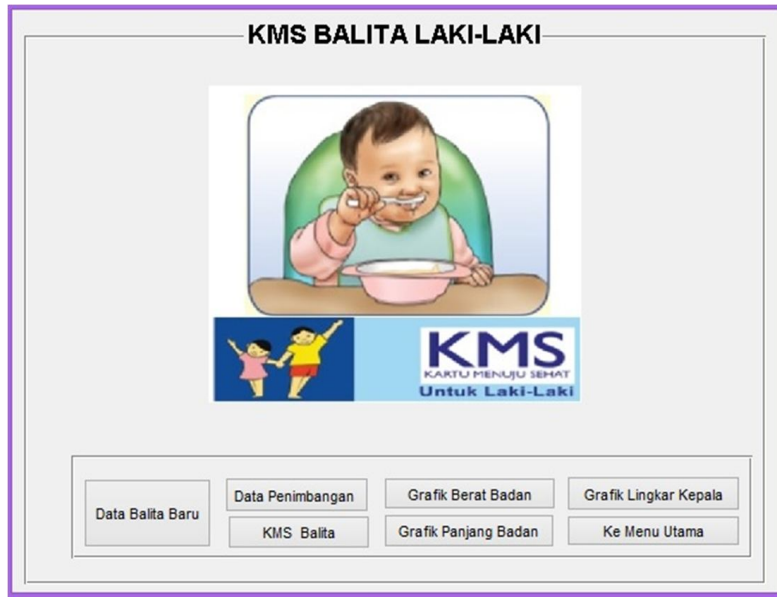 KMS BALITA LAKI-LAKI
KMS
KARTU MENUJU SEHAT
Untuk Laki-Laki
Data Balita Baru
Data Penimbangan
Grafik Berat Badan
Grafik Lingkar Kepala
KMS Balita
Grafik Panjang Badan
Ke Menu Utama